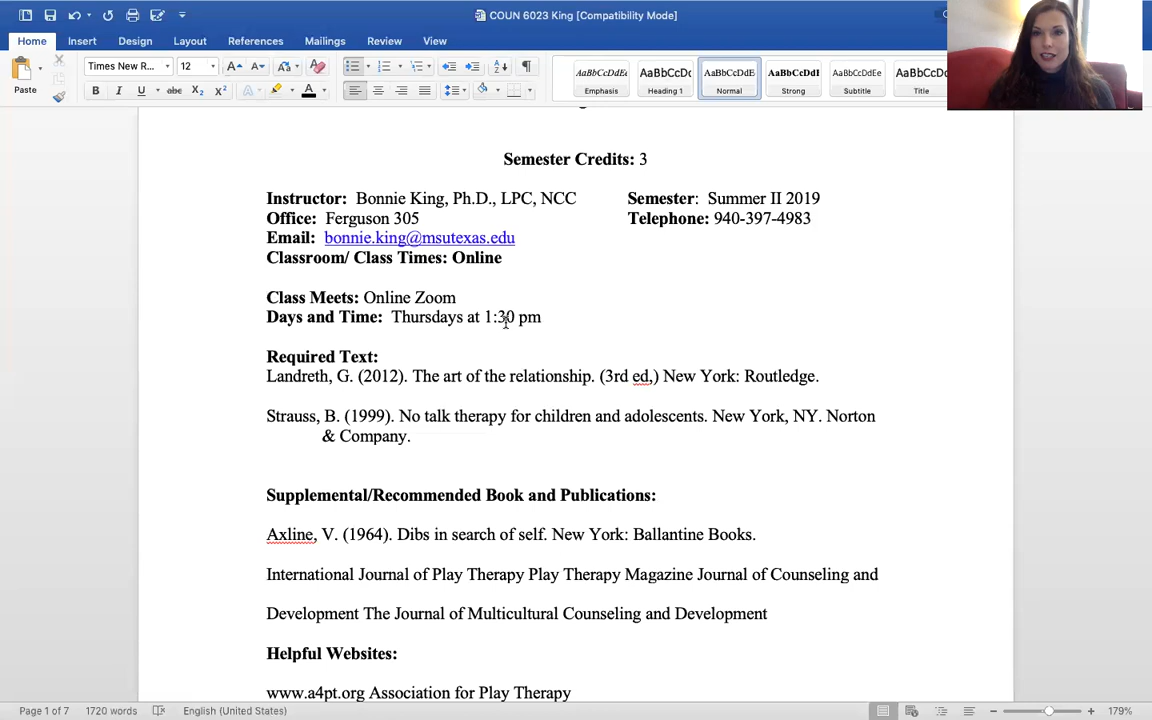 COUN 6023 King [Compatibility Mode]
Home Insert Design Layout References Mailings Review View
Times New R... 12
Paste
AaBbCcDdEe AaBbCcDc AaBbCcDdE AaBbCcDdI AaBbCcDdEe AaBbCcDc
Emphasis Heading 1 Normal Strong Subtitle Title
Semester Credits: 3
Instructor: Bonnie King, Ph.D., LPC, NCC Semester: Summer II 2019
Office: Ferguson 305 Telephone: 940-397-4983
Email: bonnie.king@msutexas.edu
Classroom/ Class Times: Online
Class Meets: Online Zoom
Days and Time: Thursdays at 1:30 pm
Required Text:
Landreth, G. (2012). The art of the relationship. (3rd ed,) New York: Routledge.
Strauss, B. (1999). No talk therapy for children and adolescents. New York, NY. Norton
& Company.
Supplemental/Recommended Book and Publications:
Axline, V. (1964). Dibs in search of self. New York: Ballantine Books.
International Journal of Play Therapy Play Therapy Magazine Journal of Counseling and
Development The Journal of Multicultural Counseling and Development
Helpful Websites:
www.a4pt.org Association for Play Therapy
Page 1 of 7 1720 words English (United States) 179%